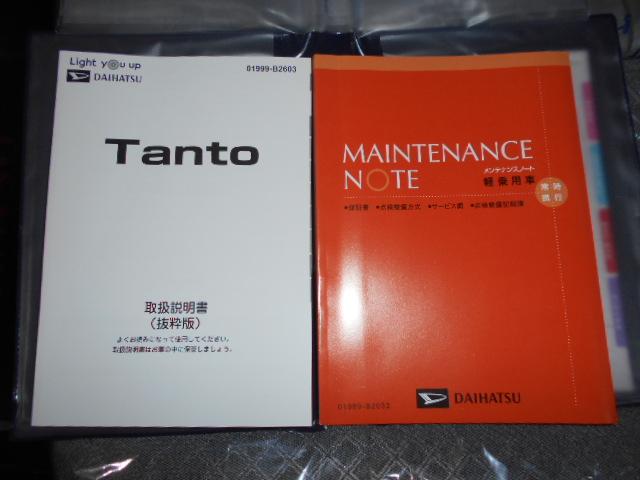 Light you up
DAIHATSU
01999-B2603
Tanto
取扱説明書
（抜粋版）
よくお読みになって使用してください。
取扱説明書はお車の中に保管しましょう。
MAINTENANCE
NOTE
メンテナンスノート
軽乗用車
常時
携行
●保証書 ●点検整備方式 ●サービス網 ●点検整備記録簿
01999-B2032
DAIHATSU